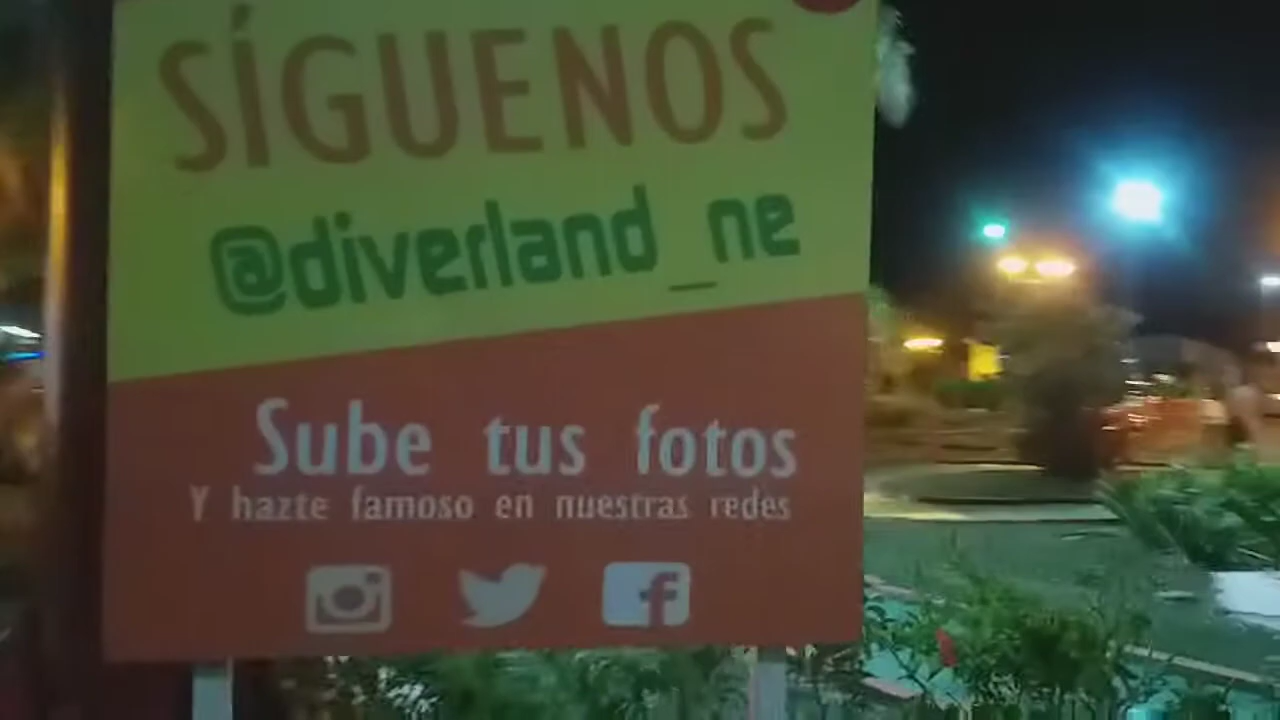 SÍGUENOS
@diverland_ne
Sube tus fotos
Y hazte famoso en nuestras redes